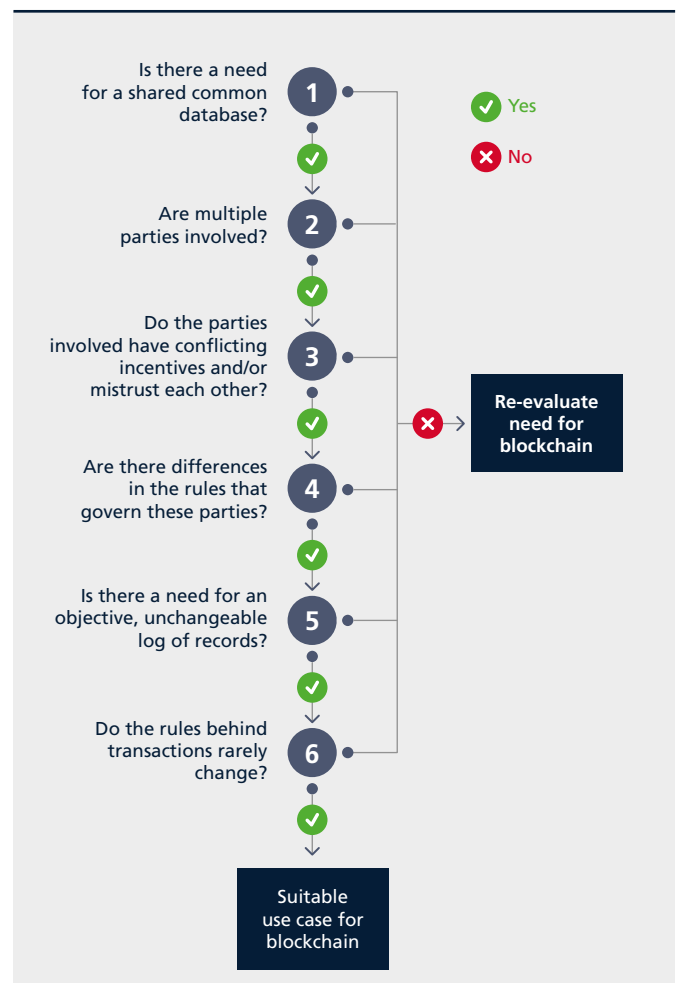 Is there a need
for a shared common
database?
1
Yes
No
Are multiple
parties involved?
2
Do the parties
involved have conflicting
incentives and/or
mistrust each other?
3
Re-evaluate
need for
blockchain
Are there differences
in the rules that
govern these parties?
4
Is there a need for an
objective, unchangeable
log of records?
5
Do the rules behind
transactions rarely
change?
6
Suitable
use case for
blockchain